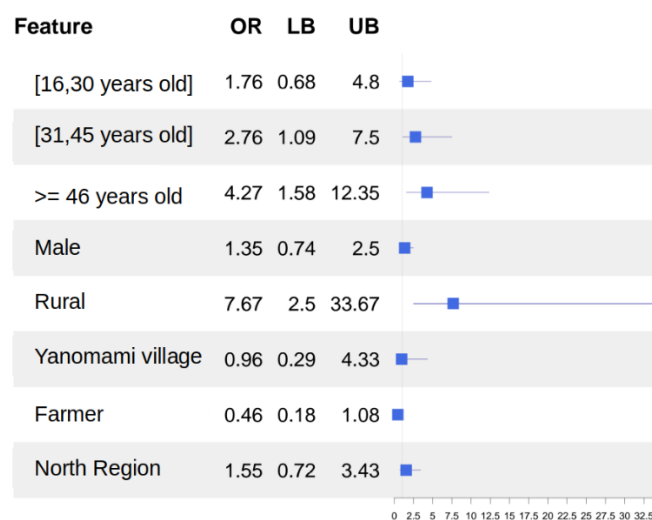 Feature OR LB UB
[16,30 years old] 1.76 0.68 4.8
[31,45 years old] 2.76 1.09 7.5
>= 46 years old 4.27 1.58 12.35
Male 1.35 0.74 2.5
Rural 7.67 2.5 33.67
Yanomami village 0.96 0.29 4.33
Farmer 0.46 0.18 1.08
North Region 1.55 0.72 3.43
0 2.5 5 7.5 10 12.5 15 17.5 20 22.5 25 27.5 30 32.5